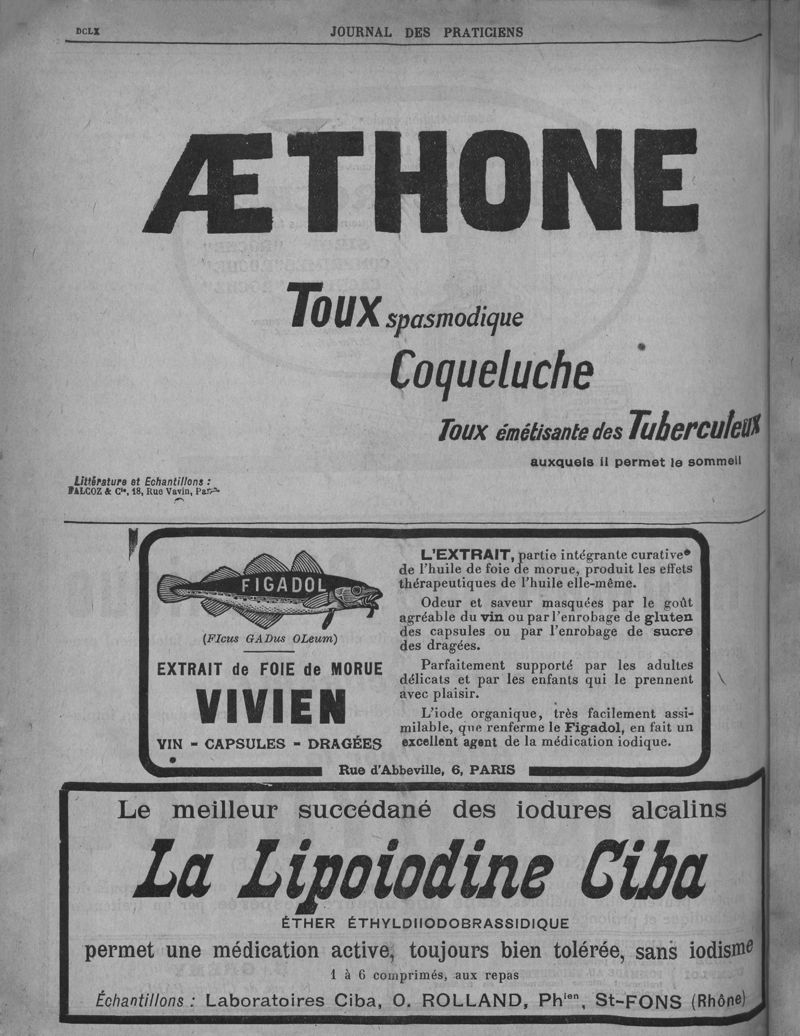 DCLX
JOURNAL DES PRATICIENS
ÆTHONE
Toux spasmodique
Coqueluche
Toux émétisante des Tuberculeux
auxquels il permet le sommeil
Littérature et Echantillons :
FALCOZ & Cie, 18, Rue Vavin, Paris
FIGADOL
(FIcus GADus OLeum)
EXTRAIT de FOIE de MORUE
VIVIEN
VIN - CAPSULES - DRAGÉES
L'EXTRAIT, partie intégrante curative
de l'huile de foie de morue, produit les effets
thérapeutiques de l'huile elle-même.
Odeur et saveur masquées par le goût
agréable du vin ou par l'enrobage de gluten
des capsules ou par l'enrobage de sucre
des dragées.
Parfaitement supporté par les adultes
délicats et par les enfants qui le prennent
avec plaisir.
L'iode organique, très facilement assi-
milable, que renferme le Figadol, en fait un
excellent agent de la médication iodique.
Rue d'Abbeville, 6, PARIS
Le meilleur succédané des iodures alcalins
La Lipoiodine Ciba
ÉTHER ÉTHYLDIIODOBRASSIDIQUE
permet une médication active, toujours bien tolérée, sans iodisme
1 à 6 comprimés, aux repas
Échantillons : Laboratoires Ciba, O. ROLLAND, Phien, St-FONS (Rhône)